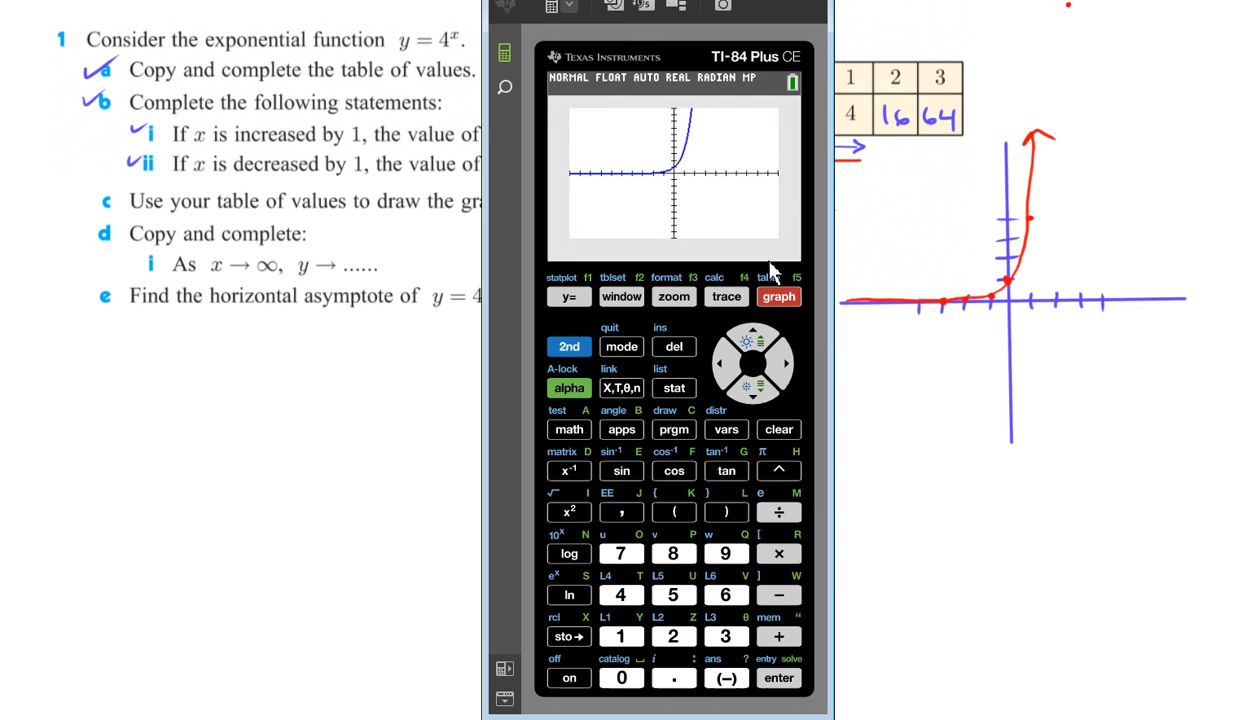 1 Consider the exponential function y = 4^x.
a Copy and complete the table of values.
b Complete the following statements:
i If x is increased by 1, the value of
ii If x is decreased by 1, the value of
c Use your table of values to draw the gra
d Copy and complete:
i As x → ∞, y → ......
e Find the horizontal asymptote of y = 4
TEXAS INSTRUMENTS TI-84 Plus CE
NORMAL FLOAT AUTO REAL RADIAN MP
statplot f1 tblset f2 format f3 calc f4 f5
y= window zoom trace graph
quit ins
2nd mode del
A-lock link list
alpha X,T,θ,n stat
test A angle B draw C distr
math apps prgm vars clear
matrix D sin⁻¹ E cos⁻¹ F tan⁻¹ G π H
x⁻¹ sin cos tan ^
√ I EE J { K } L e M
x² , ( ) ÷
10ˣ N u O v P w Q [ R
log 7 8 9 ×
eˣ S L4 T L5 U L6 V ] W
ln 4 5 6 −
rcl X L1 Y L2 Z L3 θ mem "
sto→ 1 2 3 +
off catalog ␣ i : ans ? entry solve
on 0 . (−) enter
1 2 3
4 16 64